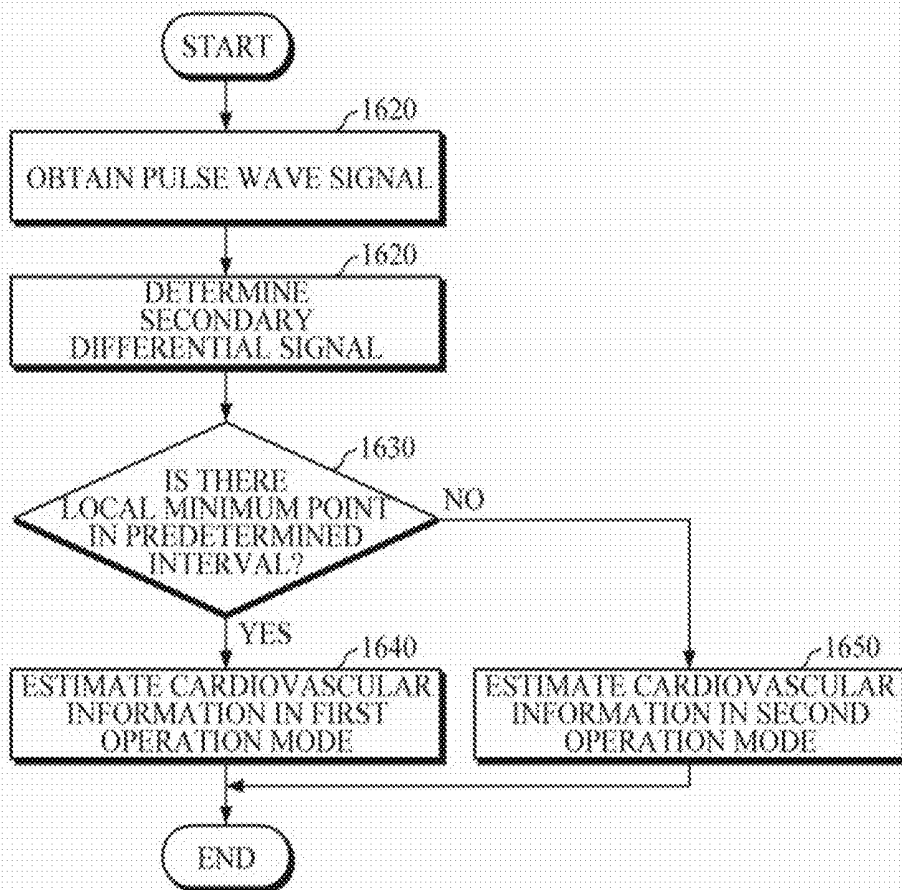 START
1620
OBTAIN PULSE WAVE SIGNAL
1620
DETERMINE
SECONDARY
DIFFERENTIAL SIGNAL
1630
IS THERE
LOCAL MINIMUM POINT
IN PREDETERMINED
INTERVAL?
NO
YES
1640
ESTIMATE CARDIOVASCULAR
INFORMATION IN FIRST
OPERATION MODE
1650
ESTIMATE CARDIOVASCULAR
INFORMATION IN SECOND
OPERATION MODE
END